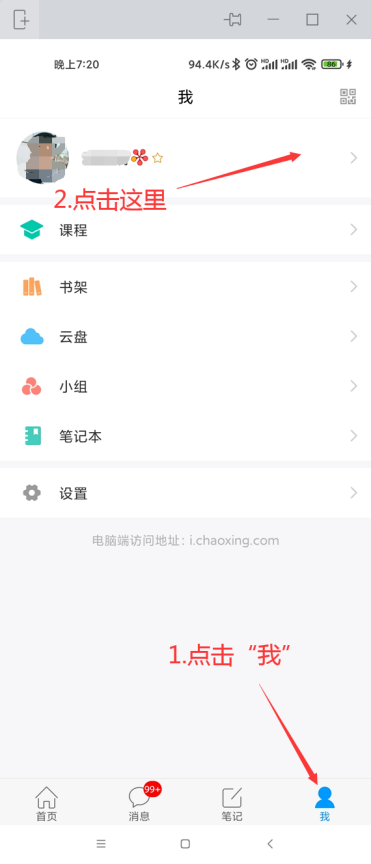 晚上7:20
94.4K/s HD HD 86
我
2.点击这里
课程
书架
云盘
小组
笔记本
设置
电脑端访问地址: i.chaoxing.com
1.点击“我”
99+
首页 消息 笔记 我